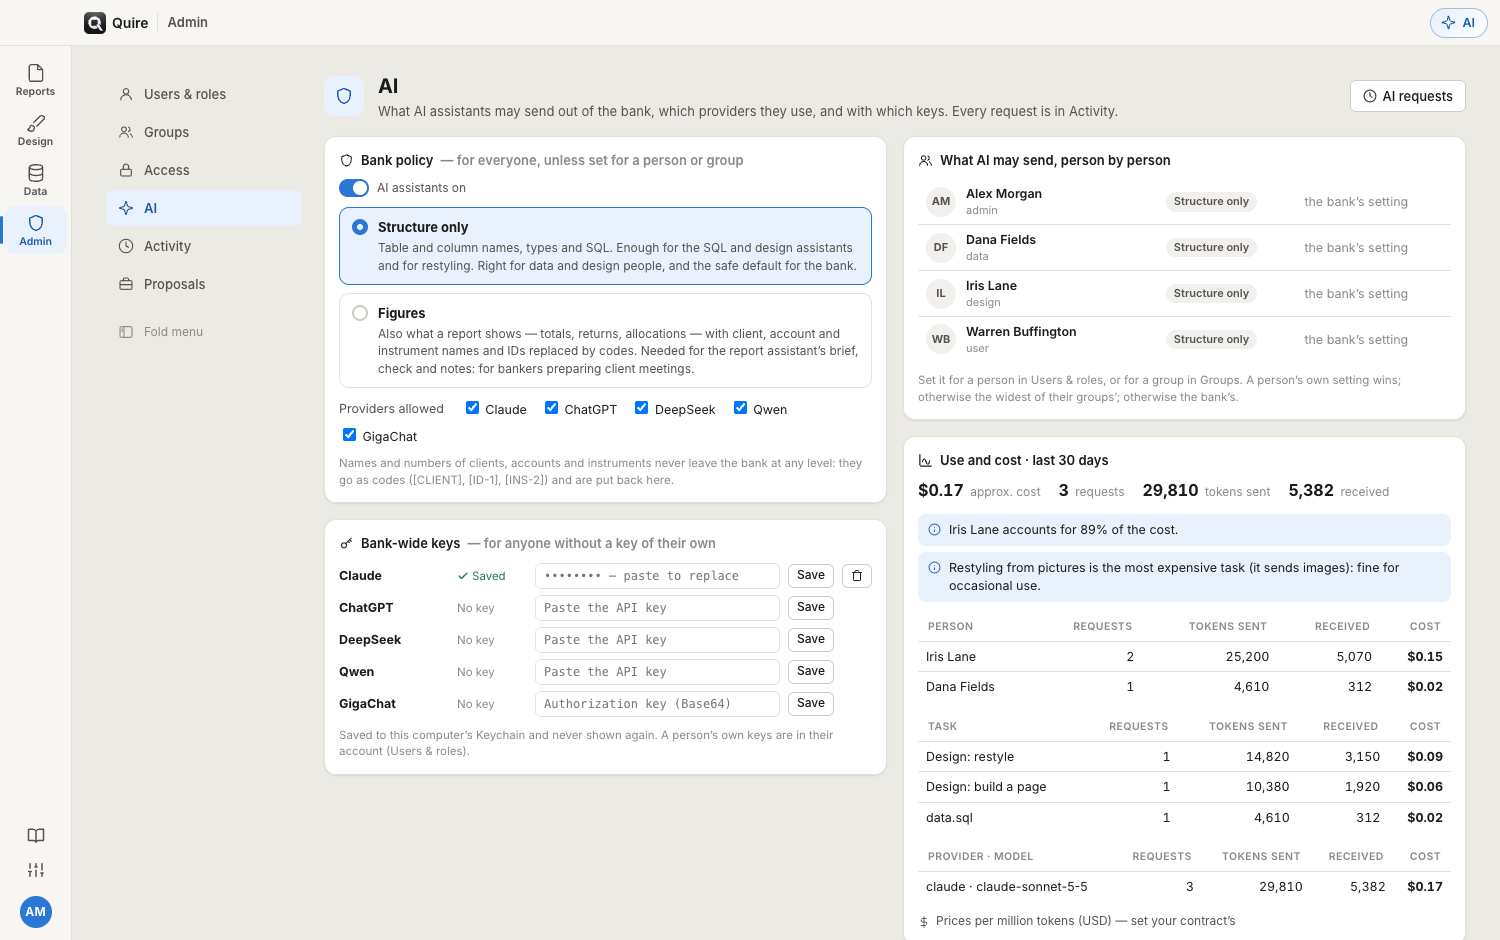 Quire
Admin
AI
Reports
Design
Data
Admin
AM
Users & roles
Groups
Access
AI
Activity
Proposals
Fold menu
AI
What AI assistants may send out of the bank, which providers they use, and with which keys. Every request is in Activity.
AI requests
Bank policy — for everyone, unless set for a person or group
AI assistants on
Structure only
Table and column names, types and SQL. Enough for the SQL and design assistants
and for restyling. Right for data and design people, and the safe default for the bank.
Figures
Also what a report shows — totals, returns, allocations — with client, account and
instrument names and IDs replaced by codes. Needed for the report assistant’s brief,
check and notes: for bankers preparing client meetings.
Providers allowed Claude ChatGPT DeepSeek Qwen
GigaChat
Names and numbers of clients, accounts and instruments never leave the bank at any level: they
go as codes ([CLIENT], [ID-1], [INS-2]) and are put back here.
Bank-wide keys — for anyone without a key of their own
Claude Saved •••••••• — paste to replace Save
ChatGPT No key Paste the API key Save
DeepSeek No key Paste the API key Save
Qwen No key Paste the API key Save
GigaChat No key Authorization key (Base64) Save
Saved to this computer’s Keychain and never shown again. A person’s own keys are in their
account (Users & roles).
What AI may send, person by person
AM Alex Morgan Structure only the bank’s setting
admin
DF Dana Fields Structure only the bank’s setting
data
IL Iris Lane Structure only the bank’s setting
design
WB Warren Buffington Structure only the bank’s setting
user
Set it for a person in Users & roles, or for a group in Groups. A person’s own setting wins;
otherwise the widest of their groups’; otherwise the bank’s.
Use and cost · last 30 days
$0.17 approx. cost 3 requests 29,810 tokens sent 5,382 received
Iris Lane accounts for 89% of the cost.
Restyling from pictures is the most expensive task (it sends images): fine for
occasional use.
PERSON REQUESTS TOKENS SENT RECEIVED COST
Iris Lane 2 25,200 5,070 $0.15
Dana Fields 1 4,610 312 $0.02
TASK REQUESTS TOKENS SENT RECEIVED COST
Design: restyle 1 14,820 3,150 $0.09
Design: build a page 1 10,380 1,920 $0.06
data.sql 1 4,610 312 $0.02
PROVIDER · MODEL REQUESTS TOKENS SENT RECEIVED COST
claude · claude-sonnet-5-5 3 29,810 5,382 $0.17
$ Prices per million tokens (USD) — set your contract’s